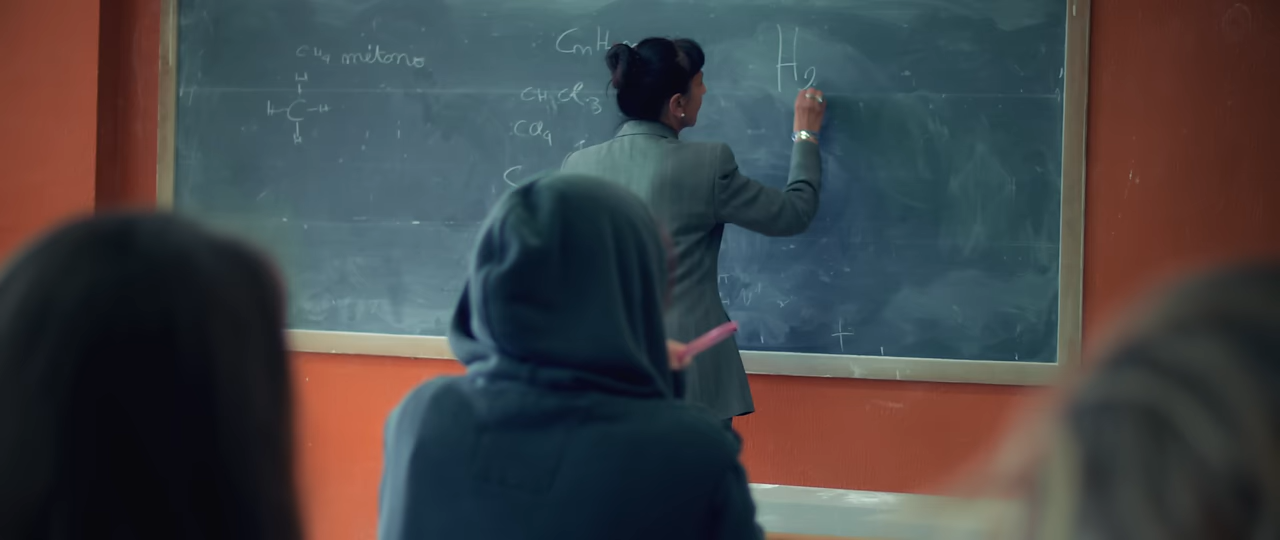 CH4 metano
H
H-C-H
H
CnH
CH3Cl3
CCl4
C
H2
+